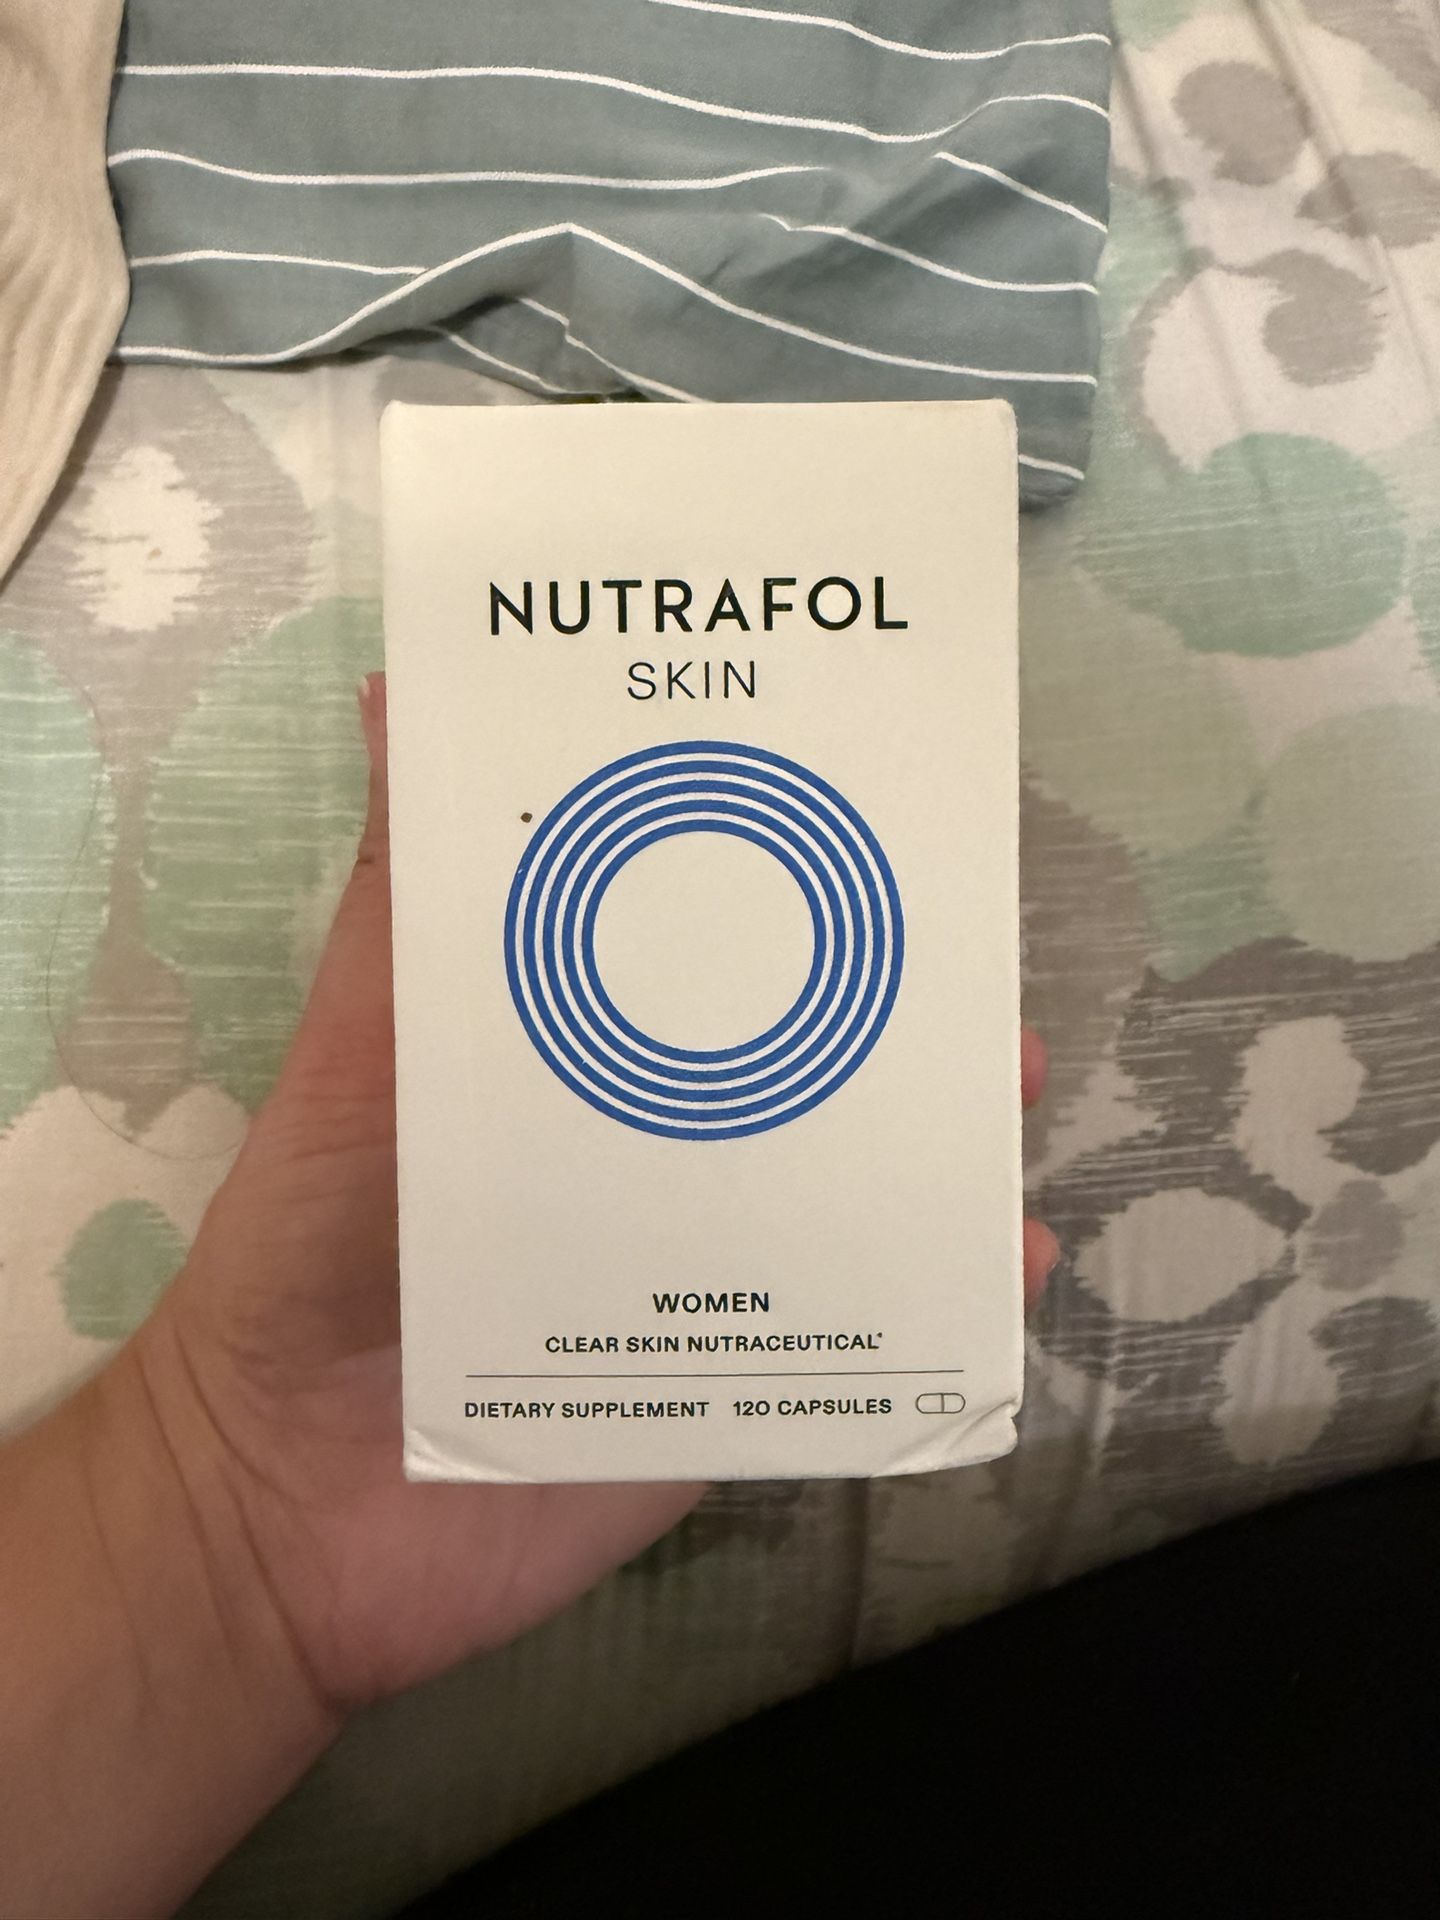 NUTRAFOL
SKIN
WOMEN
CLEAR SKIN NUTRACEUTICAL*
DIETARY SUPPLEMENT 120 CAPSULES